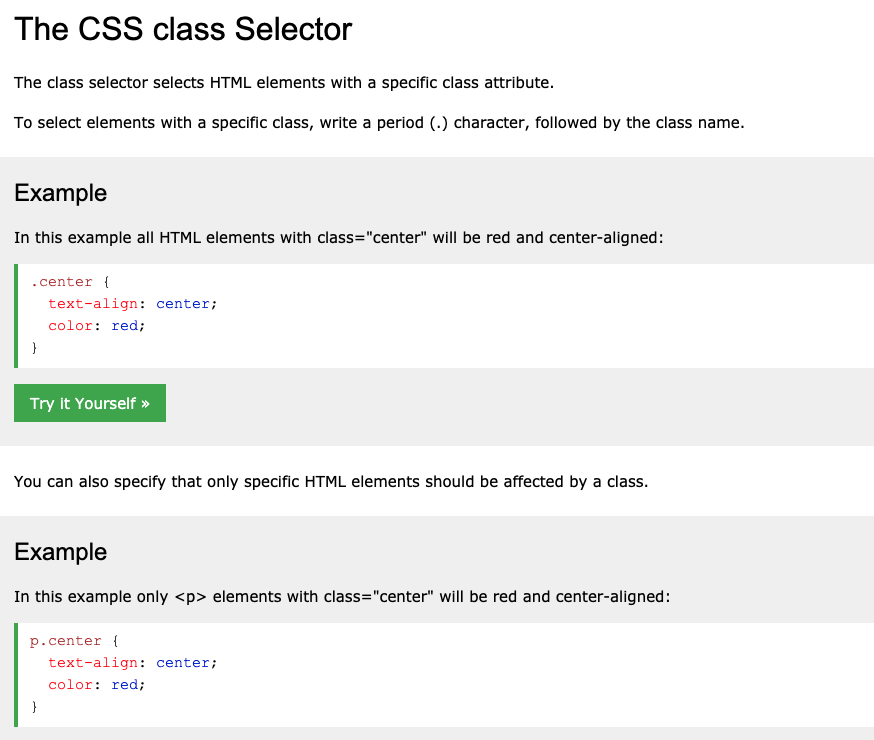 The CSS class Selector
The class selector selects HTML elements with a specific class attribute.
To select elements with a specific class, write a period (.) character, followed by the class name.
Example
In this example all HTML elements with class="center" will be red and center-aligned:
.center {
  text-align: center;
  color: red;
}
Try it Yourself »
You can also specify that only specific HTML elements should be affected by a class.
Example
In this example only <p> elements with class="center" will be red and center-aligned:
p.center {
  text-align: center;
  color: red;
}